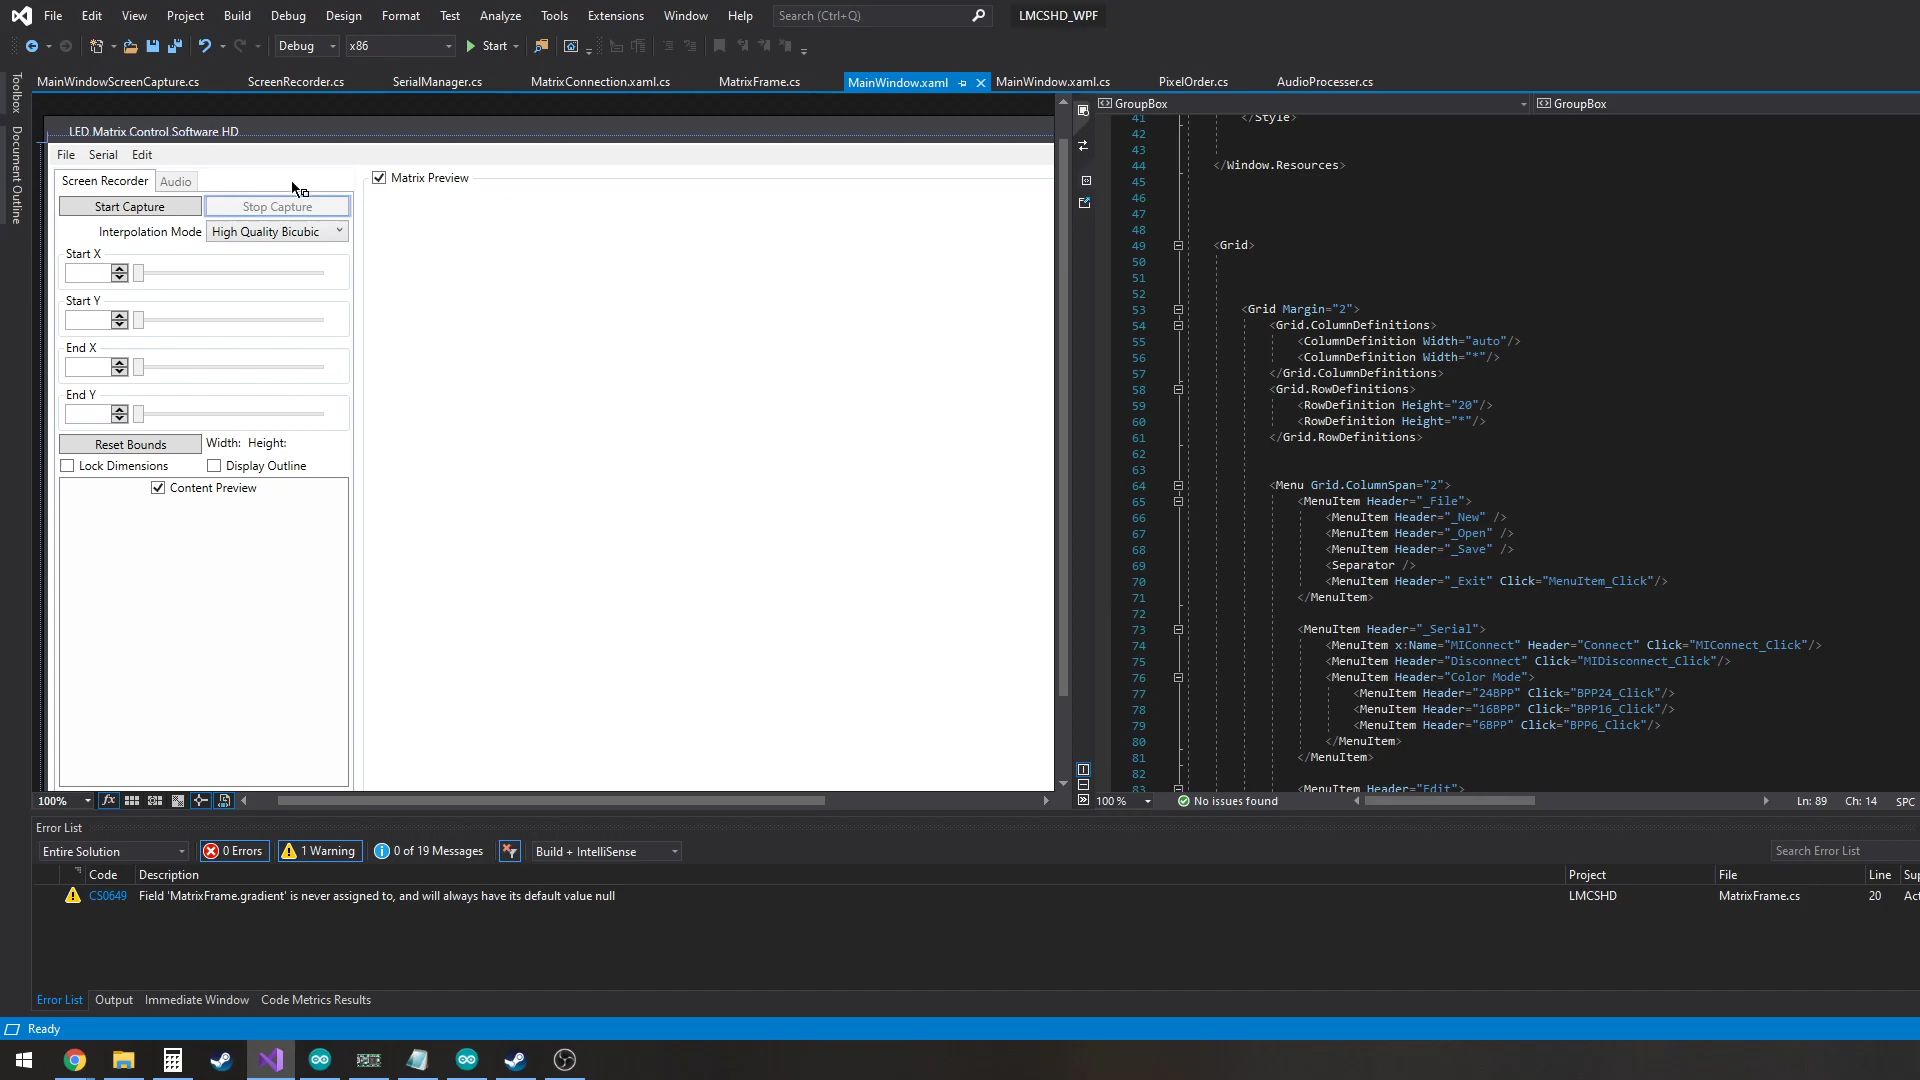 File Edit View Project Build Debug Design Format Test Analyze Tools Extensions Window Help Search (Ctrl+Q) LMCSHD_WPF
Debug x86 Start
MainWindowScreenCapture.cs ScreenRecorder.cs SerialManager.cs MatrixConnection.xaml.cs MatrixFrame.cs MainWindow.xaml MainWindow.xaml.cs PixelOrder.cs AudioProcesser.cs
Toolbox
Document Outline
LED Matrix Control Software HD
File Serial Edit
Screen Recorder Audio
Start Capture Stop Capture
Interpolation Mode High Quality Bicubic
Start X
Start Y
End X
End Y
Reset Bounds Width: Height:
Lock Dimensions Display Outline
Content Preview
Matrix Preview
100%
GroupBox GroupBox
41 </Style>
42
43
44 </Window.Resources>
45
46
47
48
49 <Grid>
50
51
52
53 <Grid Margin="2">
54 <Grid.ColumnDefinitions>
55 <ColumnDefinition Width="auto"/>
56 <ColumnDefinition Width="*"/>
57 </Grid.ColumnDefinitions>
58 <Grid.RowDefinitions>
59 <RowDefinition Height="20"/>
60 <RowDefinition Height="*"/>
61 </Grid.RowDefinitions>
62
63
64 <Menu Grid.ColumnSpan="2">
65 <MenuItem Header="_File">
66 <MenuItem Header="_New" />
67 <MenuItem Header="_Open" />
68 <MenuItem Header="_Save" />
69 <Separator />
70 <MenuItem Header="_Exit" Click="MenuItem_Click"/>
71 </MenuItem>
72
73 <MenuItem Header="_Serial">
74 <MenuItem x:Name="MIConnect" Header="Connect" Click="MIConnect_Click"/>
75 <MenuItem Header="Disconnect" Click="MIDisconnect_Click"/>
76 <MenuItem Header="Color Mode">
77 <MenuItem Header="24BPP" Click="BPP24_Click"/>
78 <MenuItem Header="16BPP" Click="BPP16_Click"/>
79 <MenuItem Header="6BPP" Click="BPP6_Click"/>
80 </MenuItem>
81 </MenuItem>
82
83 <MenuItem Header="Edit">
100 % No issues found Ln: 89 Ch: 14 SPC
Error List
Entire Solution 0 Errors 1 Warning 0 of 19 Messages Build + IntelliSense Search Error List
Code Description Project File Line Sup
CS0649 Field 'MatrixFrame.gradient' is never assigned to, and will always have its default value null LMCSHD MatrixFrame.cs 20 Act
Error List Output Immediate Window Code Metrics Results
Ready